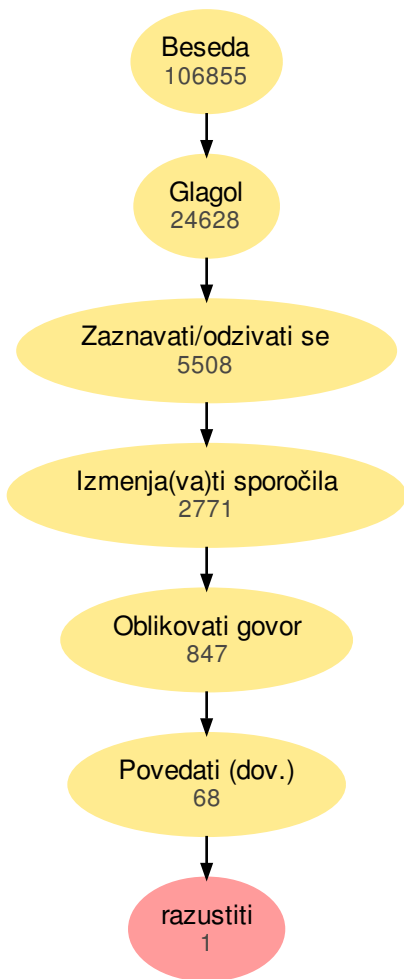 Beseda
106855
Glagol
24628
Zaznavati/odzivati se
5508
Izmenja(va)ti sporočila
2771
Oblikovati govor
847
Povedati (dov.)
68
razustiti
1